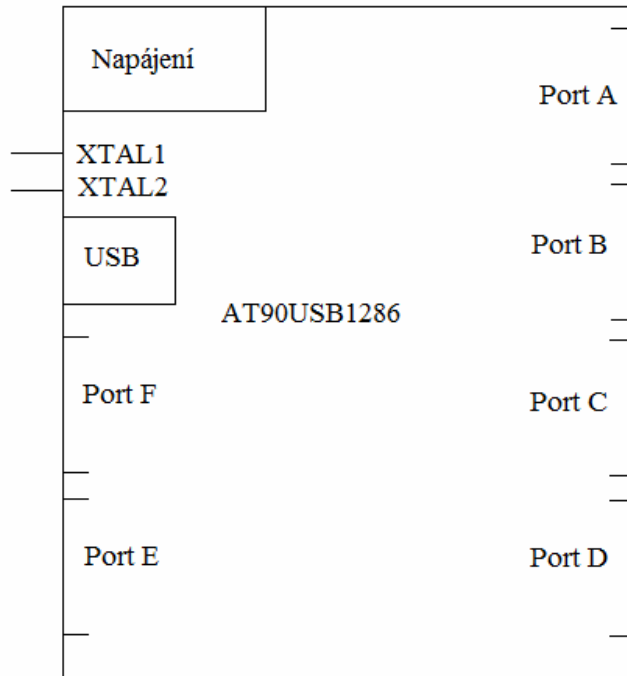 Napájení
Port A
XTAL1
XTAL2
Port B
USB
AT90USB1286
Port F
Port C
Port E
Port D